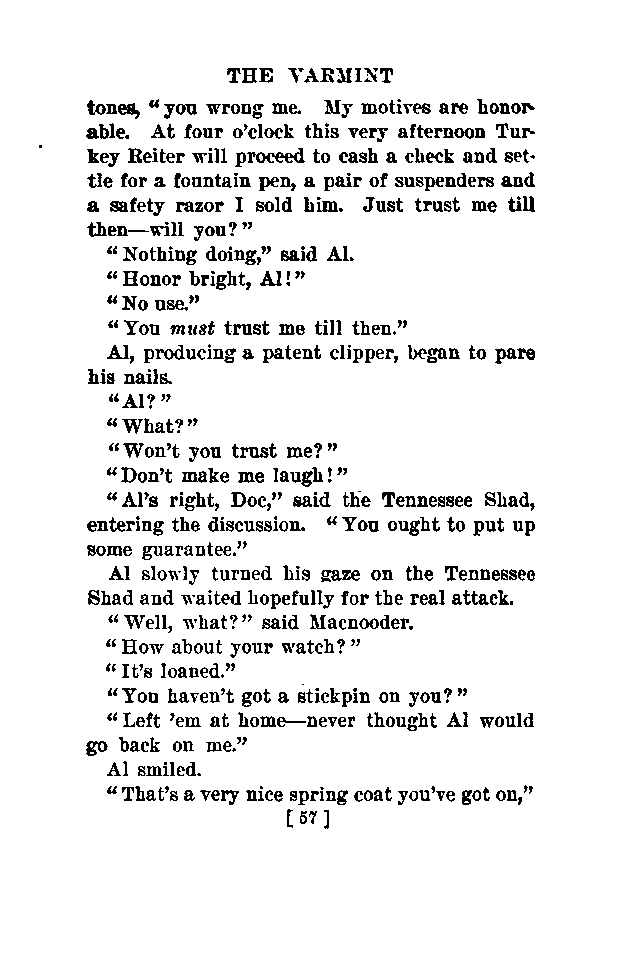 THE VARMINT
tones, "you wrong me. My motives are honor-
able. At four o'clock this very afternoon Tur-
key Reiter will proceed to cash a check and set-
tle for a fountain pen, a pair of suspenders and
a safety razor I sold him. Just trust me till
then—will you?"
"Nothing doing," said Al.
"Honor bright, Al!"
"No use."
"You must trust me till then."
Al, producing a patent clipper, began to pare
his nails.
"Al?"
"What?"
"Won't you trust me?"
"Don't make me laugh!"
"Al's right, Doc," said the Tennessee Shad,
entering the discussion. "You ought to put up
some guarantee."
Al slowly turned his gaze on the Tennessee
Shad and waited hopefully for the real attack.
"Well, what?" said Macnooder.
"How about your watch?"
"It's loaned."
"You haven't got a stickpin on you?"
"Left 'em at home—never thought Al would
go back on me."
Al smiled.
"That's a very nice spring coat you've got on,"
[ 57 ]